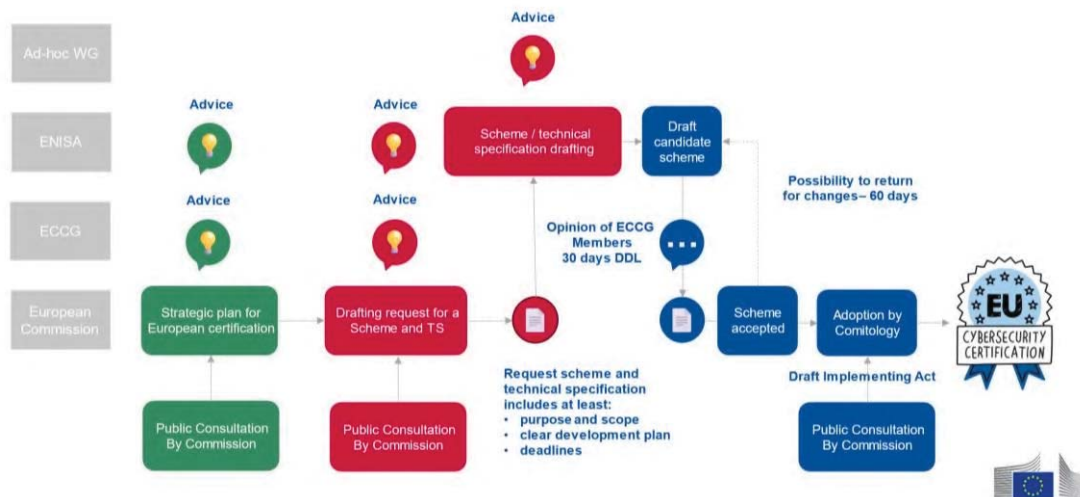 Ad-hoc WG
ENISA
ECCG
European
Commission
Advice
Advice
Advice
Advice
Advice
Strategic plan for
European certification
Public Consultation
By Commission
Drafting request for a
Scheme and TS
Public Consultation
By Commission
Scheme / technical
specification drafting
Request scheme and
technical specification
includes at least:
• purpose and scope
• clear development plan
• deadlines
Draft
candidate
scheme
Opinion of ECCG
Members
30 days DDL
Possibility to return
for changes– 60 days
Scheme
accepted
Adoption by
Comitology
Draft Implementing Act
Public Consultation
By Commission
EU
CYBERSECURITY
CERTIFICATION